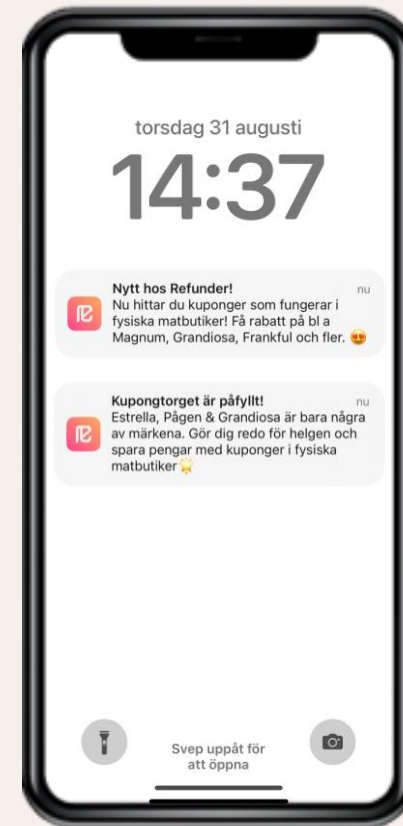 torsdag 31 augusti
14:37
Nytt hos Refunder! nu
Nu hittar du kuponger som fungerar i
fysiska matbutiker! Få rabatt på bl a
Magnum, Grandiosa, Frankful och fler. 😍
Kupongtorget är påfyllt! nu
Estrella, Pågen & Grandiosa är bara några
av märkena. Gör dig redo för helgen och
spara pengar med kuponger i fysiska
matbutiker 🌟
Svep uppåt för
att öppna